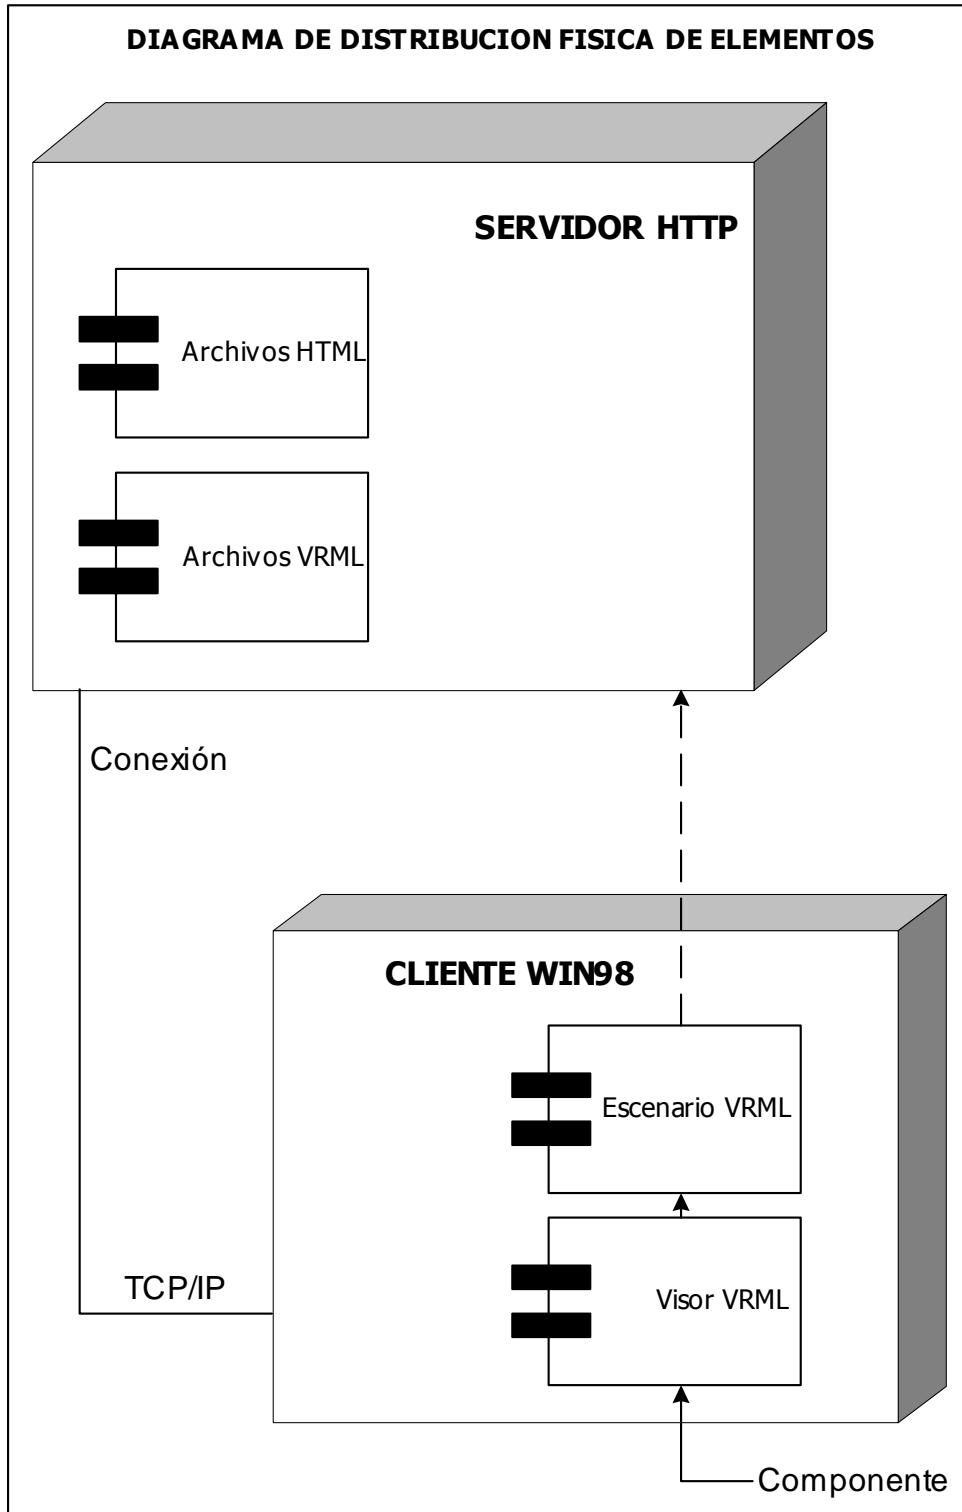 DIAGRAMA DE DISTRIBUCION FISICA DE ELEMENTOS
SERVIDOR HTTP
Archivos HTML
Archivos VRML
Conexión
CLIENTE WIN98
Escenario VRML
TCP/IP
Visor VRML
Componente